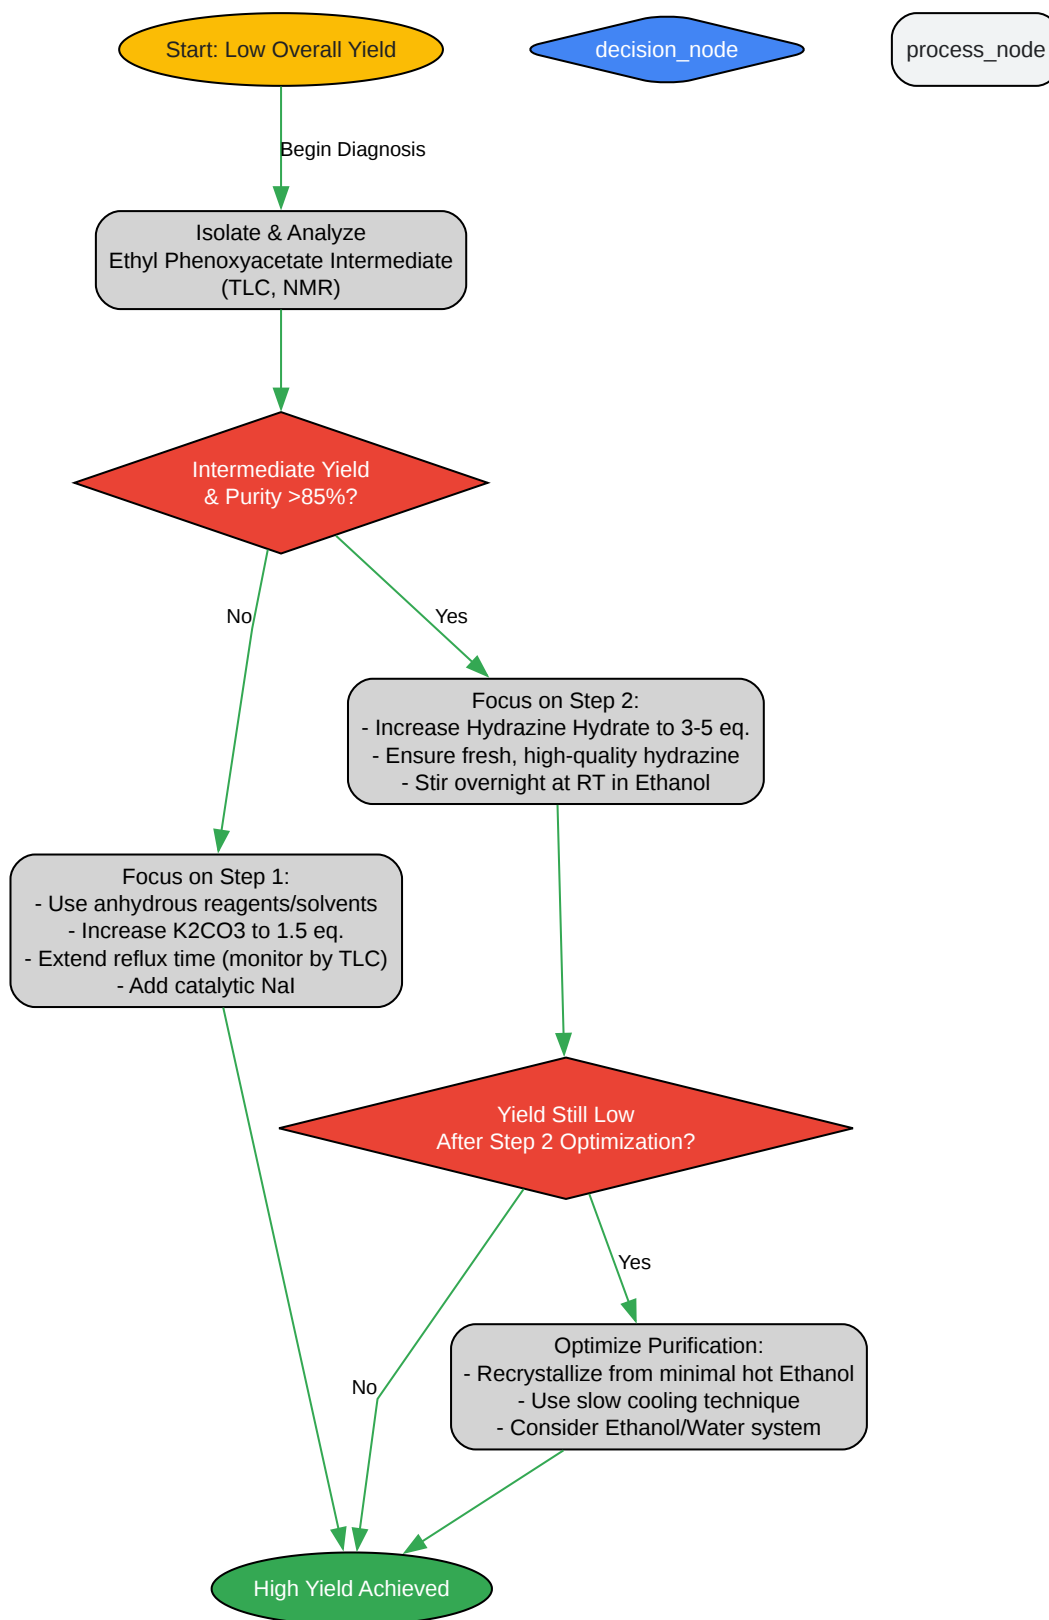 Start: Low Overall Yield
decision_node
process_node
Begin Diagnosis
Isolate & Analyze
Ethyl Phenoxyacetate Intermediate
(TLC, NMR)
Intermediate Yield
& Purity >85%?
No
Yes
Focus on Step 2:
- Increase Hydrazine Hydrate to 3-5 eq.
- Ensure fresh, high-quality hydrazine
- Stir overnight at RT in Ethanol
Focus on Step 1:
- Use anhydrous reagents/solvents
- Increase K2CO3 to 1.5 eq.
- Extend reflux time (monitor by TLC)
- Add catalytic NaI
Yield Still Low
After Step 2 Optimization?
Yes
No
Optimize Purification:
- Recrystallize from minimal hot Ethanol
- Use slow cooling technique
- Consider Ethanol/Water system
High Yield Achieved